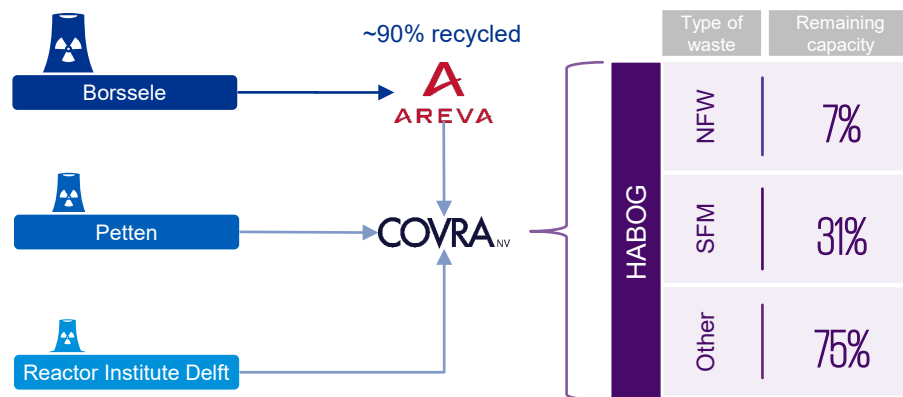 ~90% recycled
Borssele
AREVA
Petten
COVRA NV
Reactor Institute Delft
HABOG
Type of
waste
Remaining
capacity
NFW
7%
SFM
31%
Other
75%